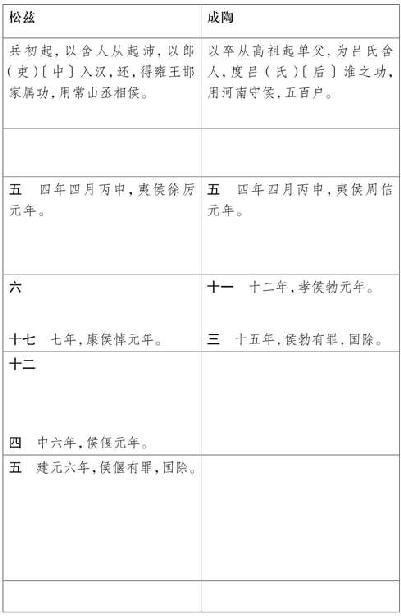 松兹
成陶
兵初起，以舍人从起沛，以郎
（吏）〔中〕入汉，还，得雍王邯
家属功，用常山丞相侯。
以卒从高祖起单父，为吕氏舍
人，度吕（氏）〔后〕淮之功，
用河南守侯，五百户。
五　四年四月丙申，夷侯徐厉
元年。
五　四年四月丙申，夷侯周信
元年。
六
十七　七年，康侯悼元年。
十一　十二年，孝侯勃元年。
三　十五年，侯勃有罪，国除。
十二
四　中六年，侯偃元年。
五　建元六年，侯偃有罪，国除。